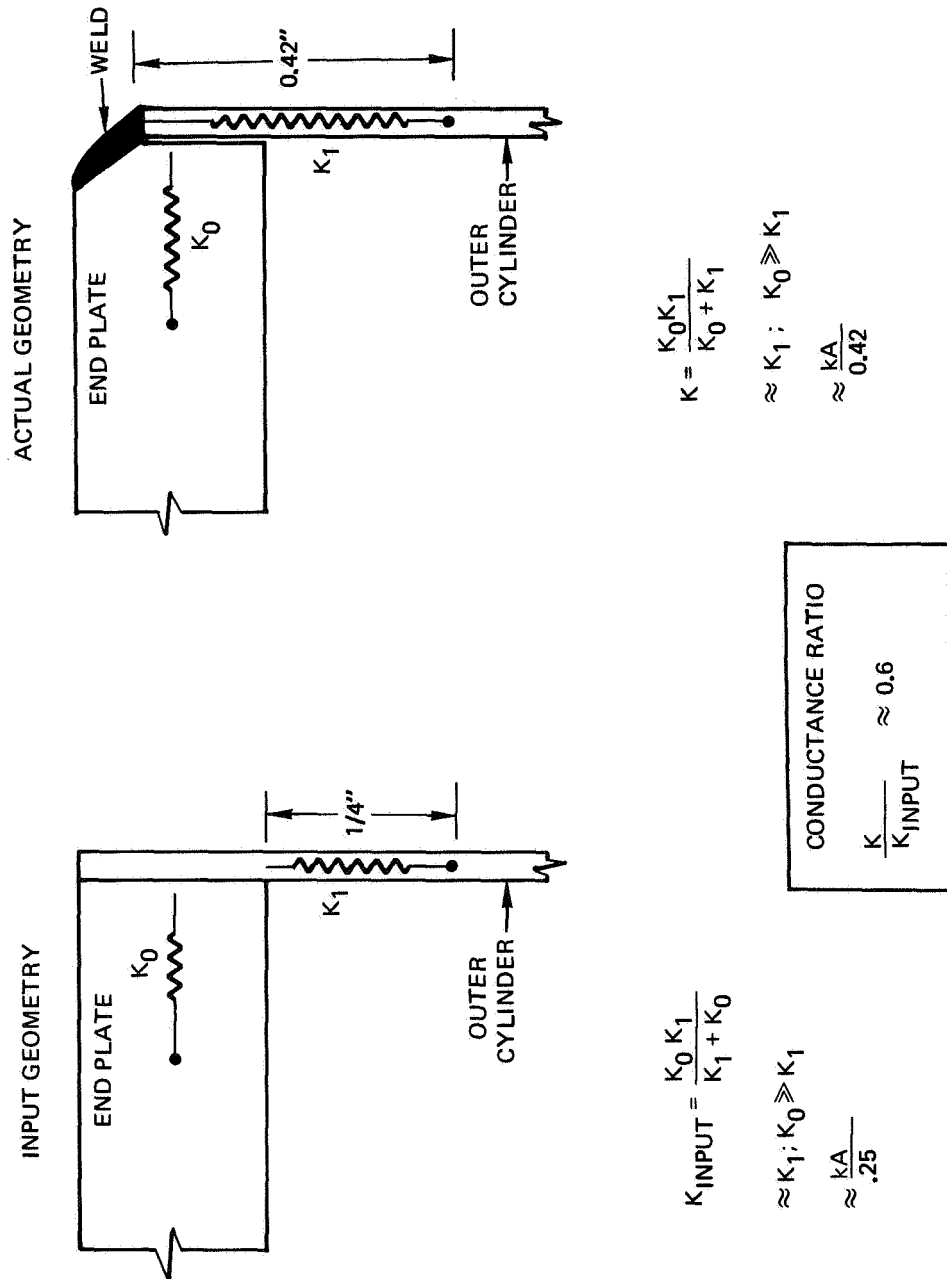 INPUT GEOMETRY
END PLATE
K0
K1
1/4"
OUTER
CYLINDER
KINPUT = K0 K1 / K1 + K0
≈ K1; K0 ≫ K1
≈ kA / .25
ACTUAL GEOMETRY
WELD
END PLATE
K0
K1
0.42"
OUTER
CYLINDER
K = K0K1 / K0 + K1
≈ K1 ; K0 ≫ K1
≈ kA / 0.42
CONDUCTANCE RATIO
K / KINPUT ≈ 0.6